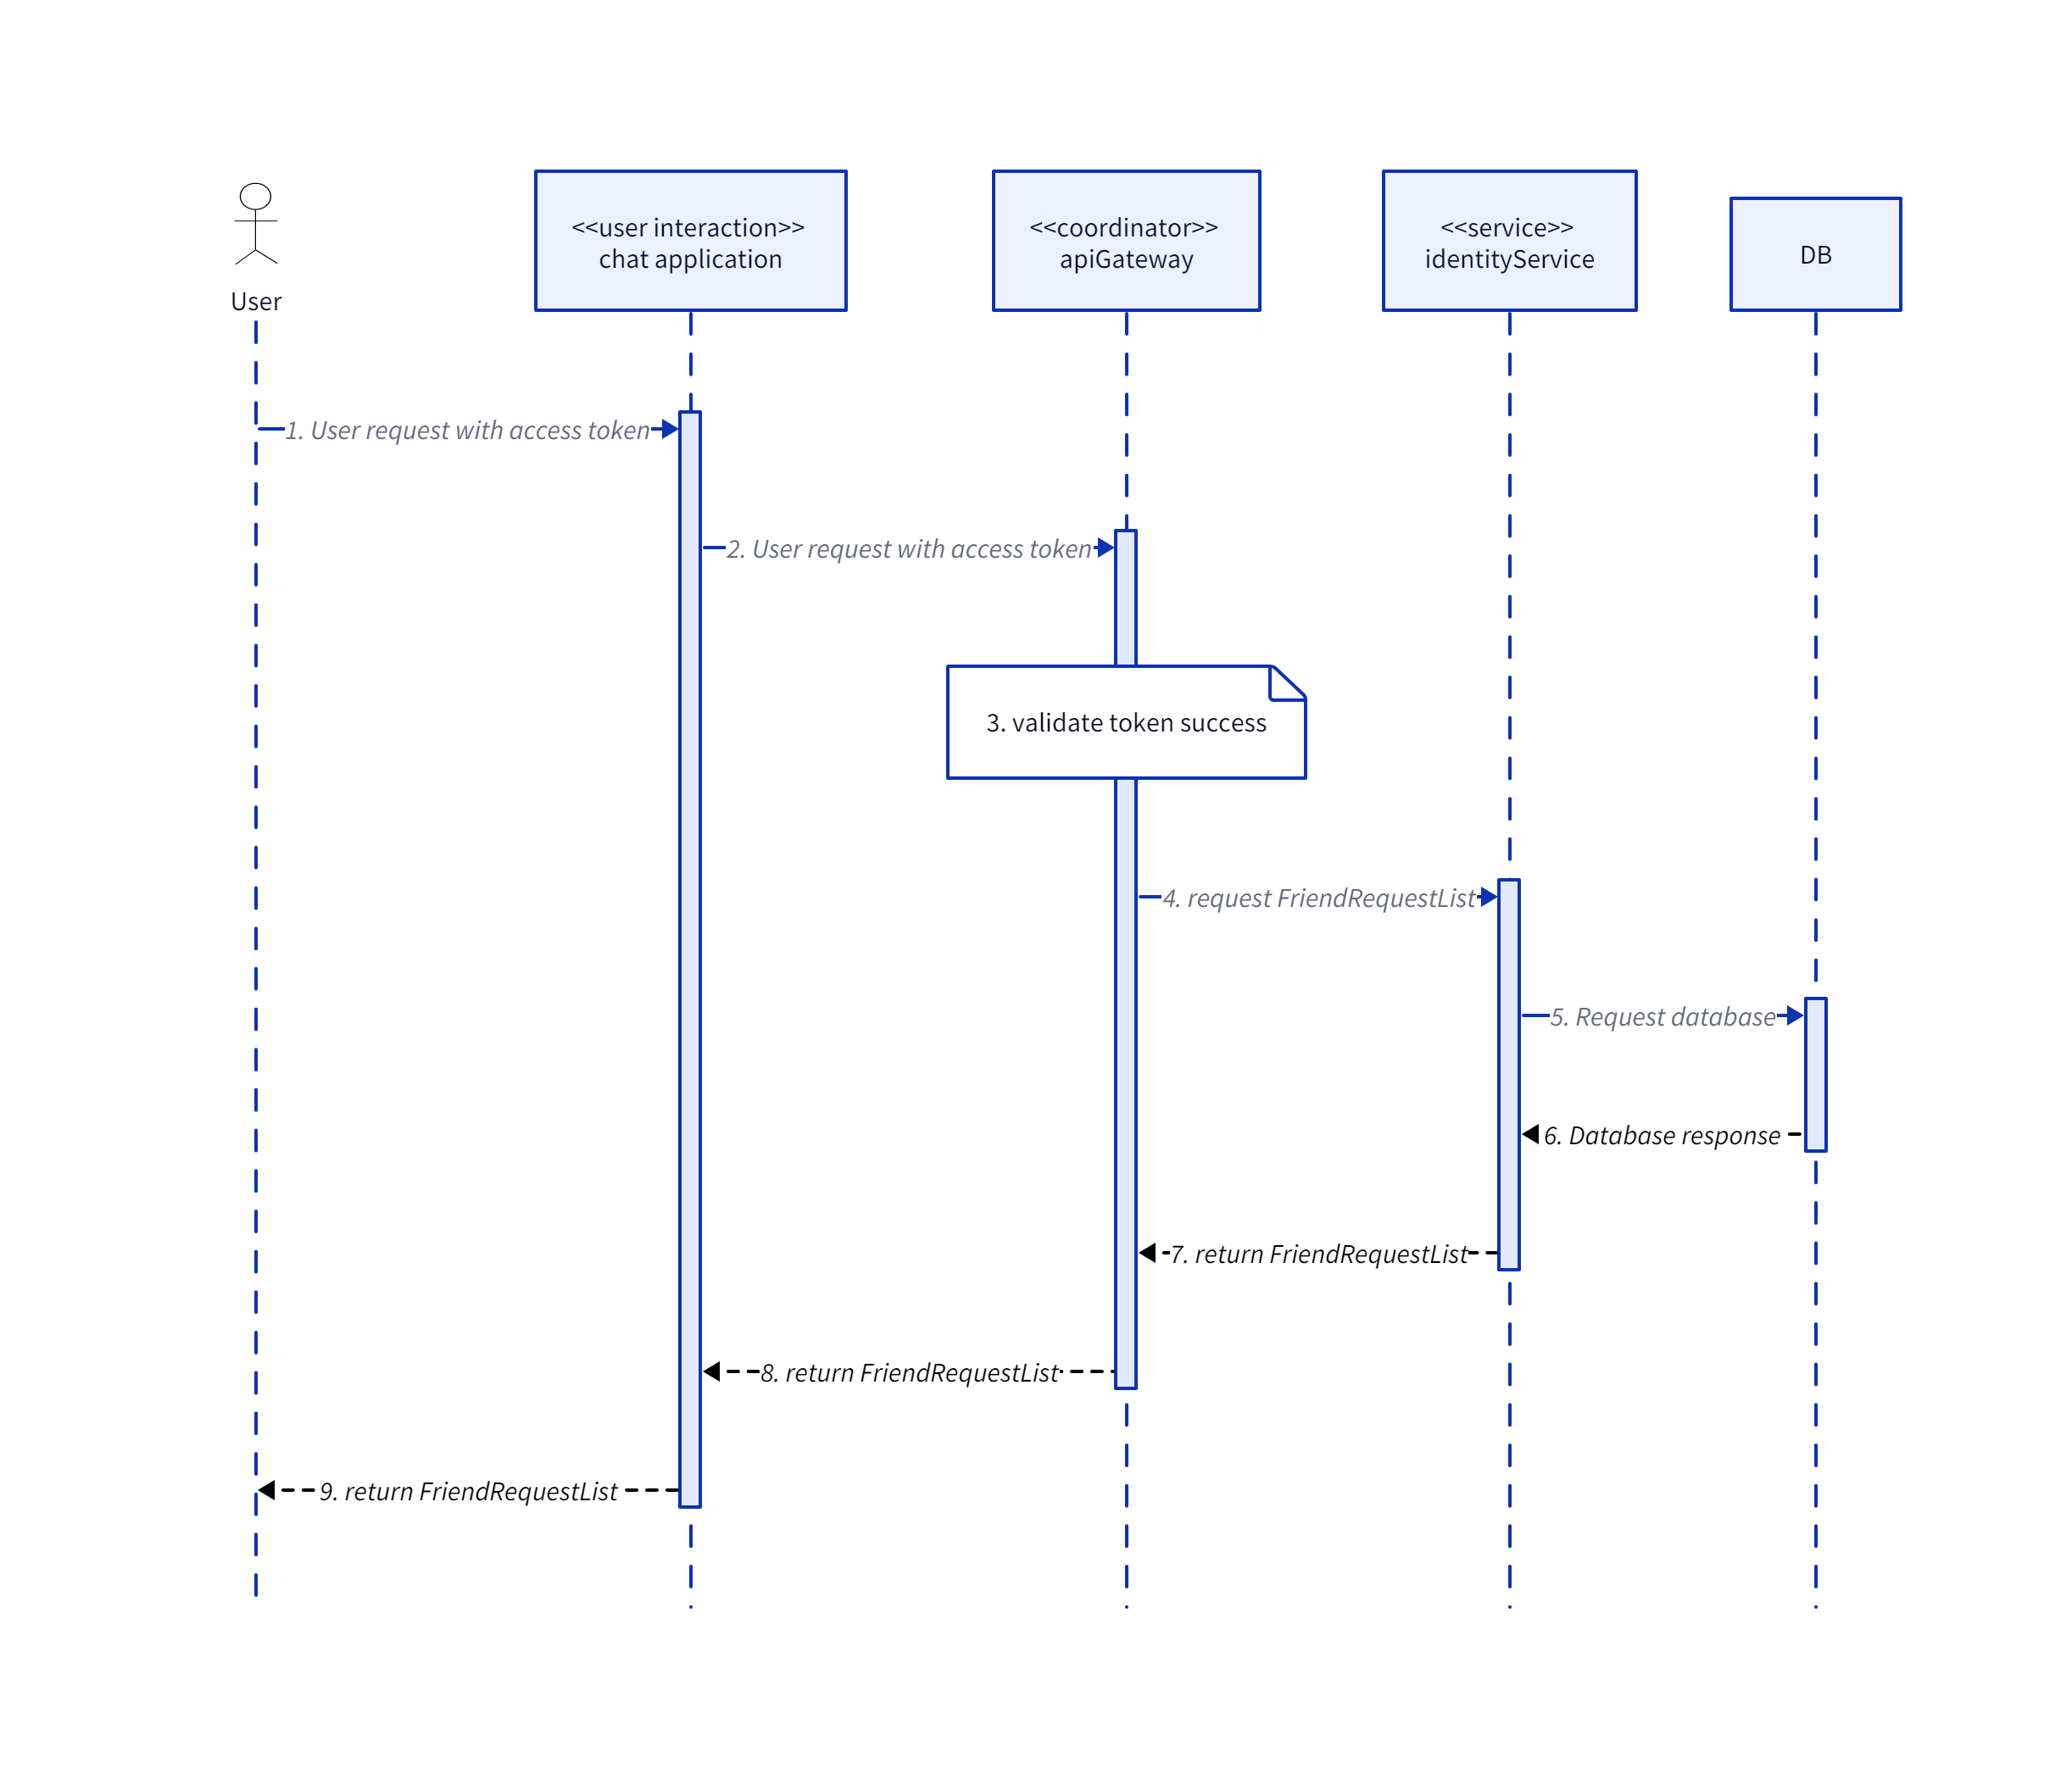 User
<<user interaction>>
chat application
<<coordinator>>
apiGateway
<<service>>
identityService
DB
1. User request with access token
2. User request with access token
3. validate token success
4. request FriendRequestList
5. Request database
6. Database response
7. return FriendRequestList
8. return FriendRequestList
9. return FriendRequestList